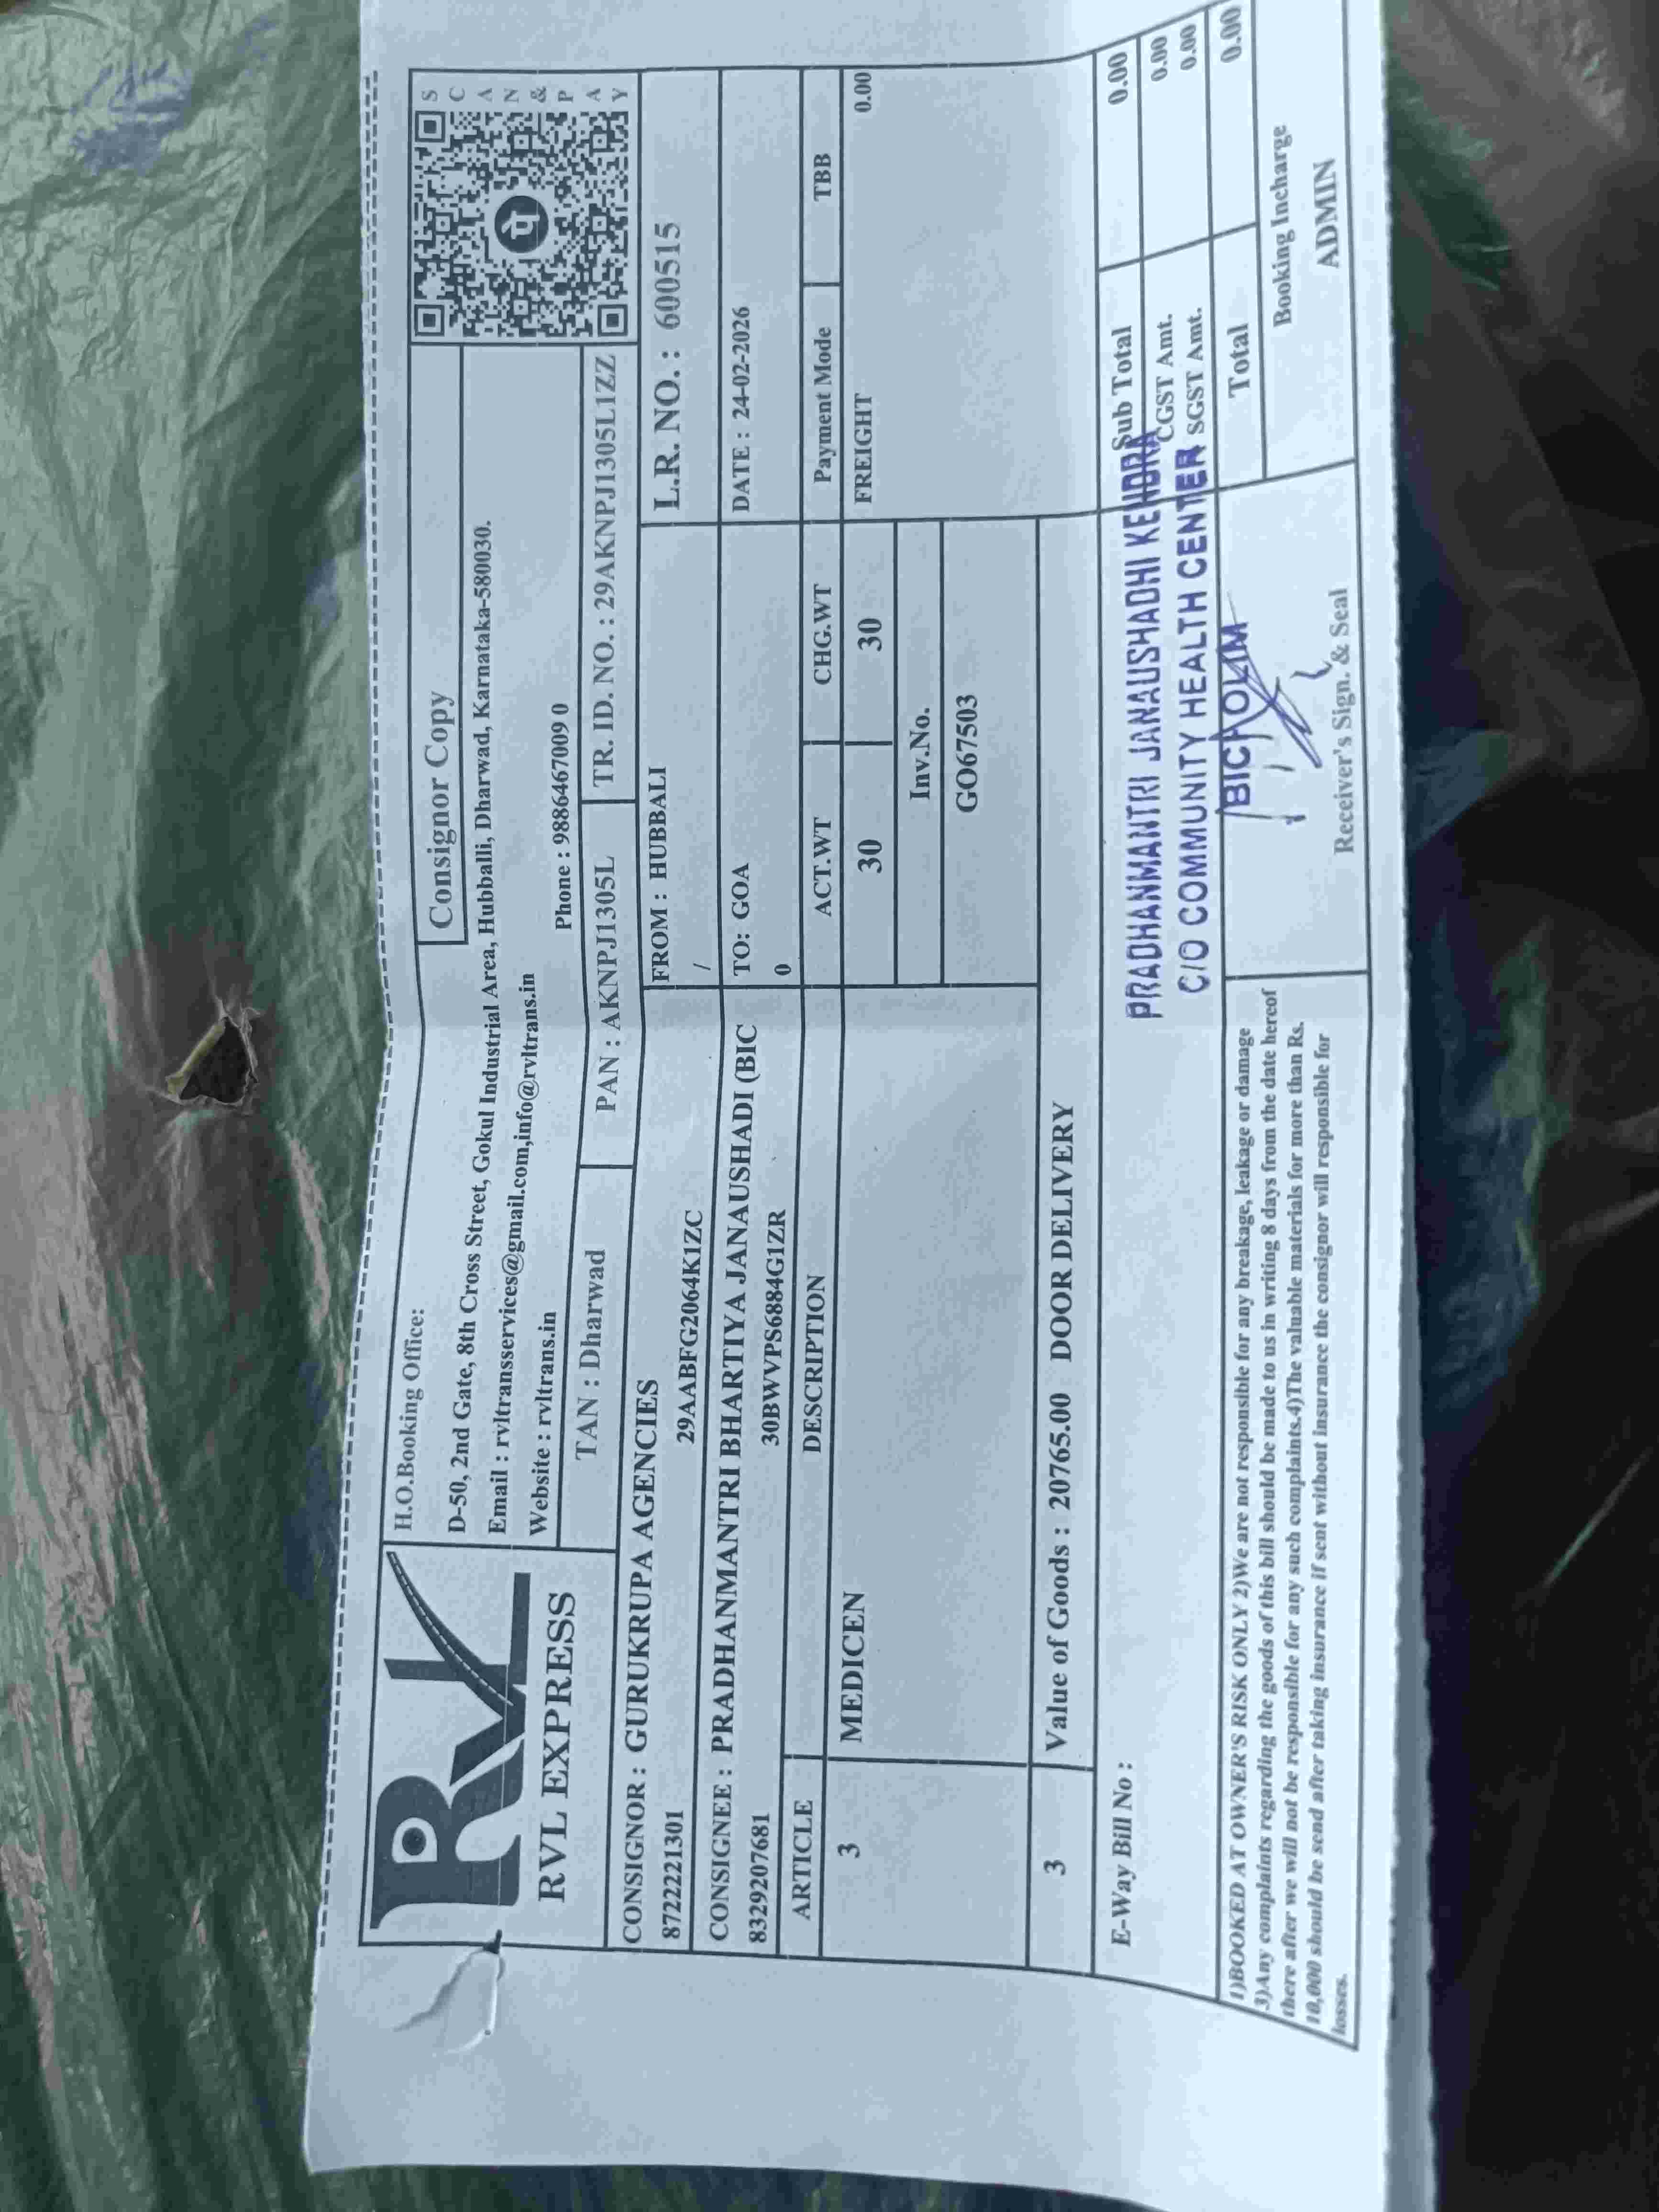 RVL
RVL EXPRESS
H.O.Booking Office:
Consignor Copy
D-50, 2nd Gate, 8th Cross Street, Gokul Industrial Area, Hubballi, Dharwad, Karnataka-580030.
Email : rvltransservices@gmail.com,info@rvltrans.in
Website : rvltrans.in
Phone : 9886467009 0
SCAN & PAY
TAN : Dharwad
PAN : AKNPJ1305L
TR. ID. NO. : 29AKNPJ1305L1ZZ
CONSIGNOR : GURUKRUPA AGENCIES
8722221301 29AABFG2064K1ZC
FROM : HUBBALI
/
L.R. NO. : 600515
CONSIGNEE : PRADHANMANTRI BHARTIYA JANAUSHADI (BIC
8329207681 30BWVPS6884G1ZR
TO: GOA
0
DATE : 24-02-2026
ARTICLE DESCRIPTION ACT.WT CHG.WT Payment Mode TBB
3 MEDICEN 30 30 FREIGHT 0.00
Inv.No.
GO67503
3 Value of Goods : 20765.00 DOOR DELIVERY
E-Way Bill No :
Sub Total 0.00
CGST Amt. 0.00
SGST Amt. 0.00
Total 0.00
PRADHANMANTRI JANAUSHADHI KENDRA
C/O COMMUNITY HEALTH CENTER
BICHOLIM
1)BOOKED AT OWNER'S RISK ONLY 2)We are not responsible for any breakage, leakage or damage
3)Any complaints regarding the goods of this bill should be made to us in writing 8 days from the date hereof
there after we will not be responsible for any such complaints.4)The valuable materials for more than Rs.
10,000 should be send after taking insurance if sent without insurance the consignor will responsible for
losses.
Receiver's Sign. & Seal
Booking Incharge
ADMIN